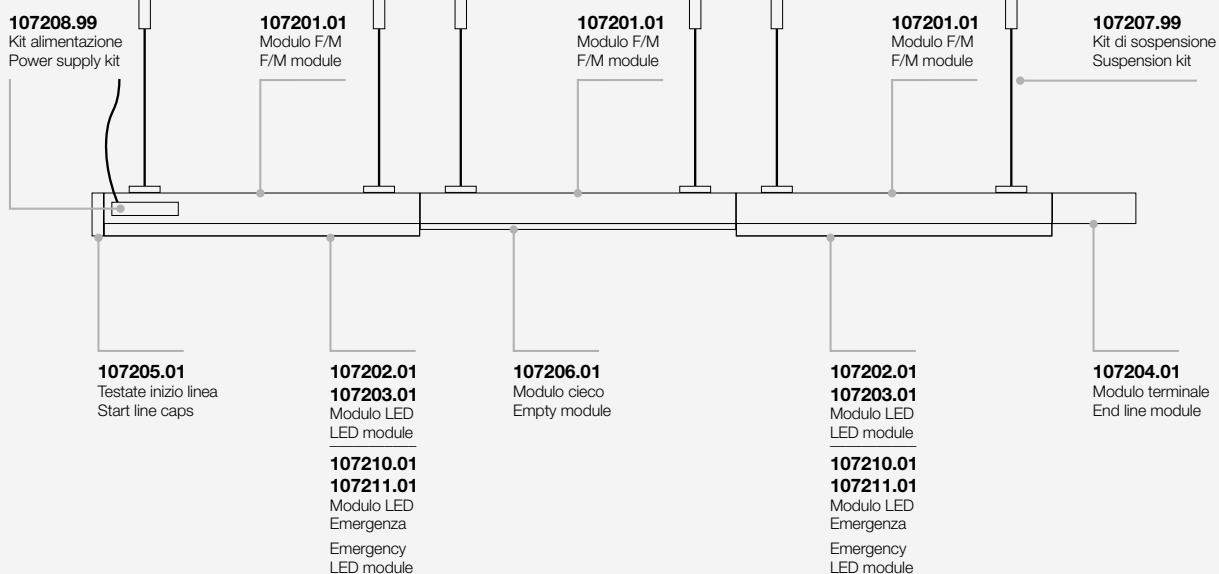 107208.99
Kit alimentazione
Power supply kit
107201.01
Modulo F/M
F/M module
107201.01
Modulo F/M
F/M module
107201.01
Modulo F/M
F/M module
107207.99
Kit di sospensione
Suspension kit
107205.01
Testate inizio linea
Start line caps
107202.01
107203.01
Modulo LED
LED module
107210.01
107211.01
Modulo LED
Emergenza
Emergency
LED module
107206.01
Modulo cieco
Empty module
107202.01
107203.01
Modulo LED
LED module
107210.01
107211.01
Modulo LED
Emergenza
Emergency
LED module
107204.01
Modulo terminale
End line module